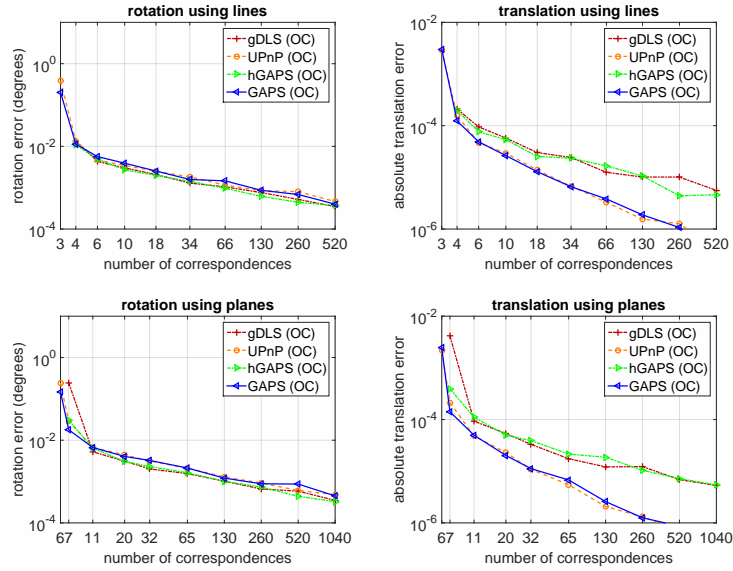 rotation using lines
rotation error (degrees)
10^0
10^-2
10^-4
gDLS (OC)
UPnP (OC)
hGAPS (OC)
GAPS (OC)
3 4 6 10 18 34 66 130 260 520
number of correspondences
translation using lines
absolute translation error
10^-2
10^-4
10^-6
gDLS (OC)
UPnP (OC)
hGAPS (OC)
GAPS (OC)
3 4 6 10 18 34 66 130 260 520
number of correspondences
rotation using planes
rotation error (degrees)
10^0
10^-2
10^-4
gDLS (OC)
UPnP (OC)
hGAPS (OC)
GAPS (OC)
67 11 20 32 65 130 260 520 1040
number of correspondences
translation using planes
absolute translation error
10^-2
10^-4
10^-6
gDLS (OC)
UPnP (OC)
hGAPS (OC)
GAPS (OC)
67 11 20 32 65 130 260 520 1040
number of correspondences